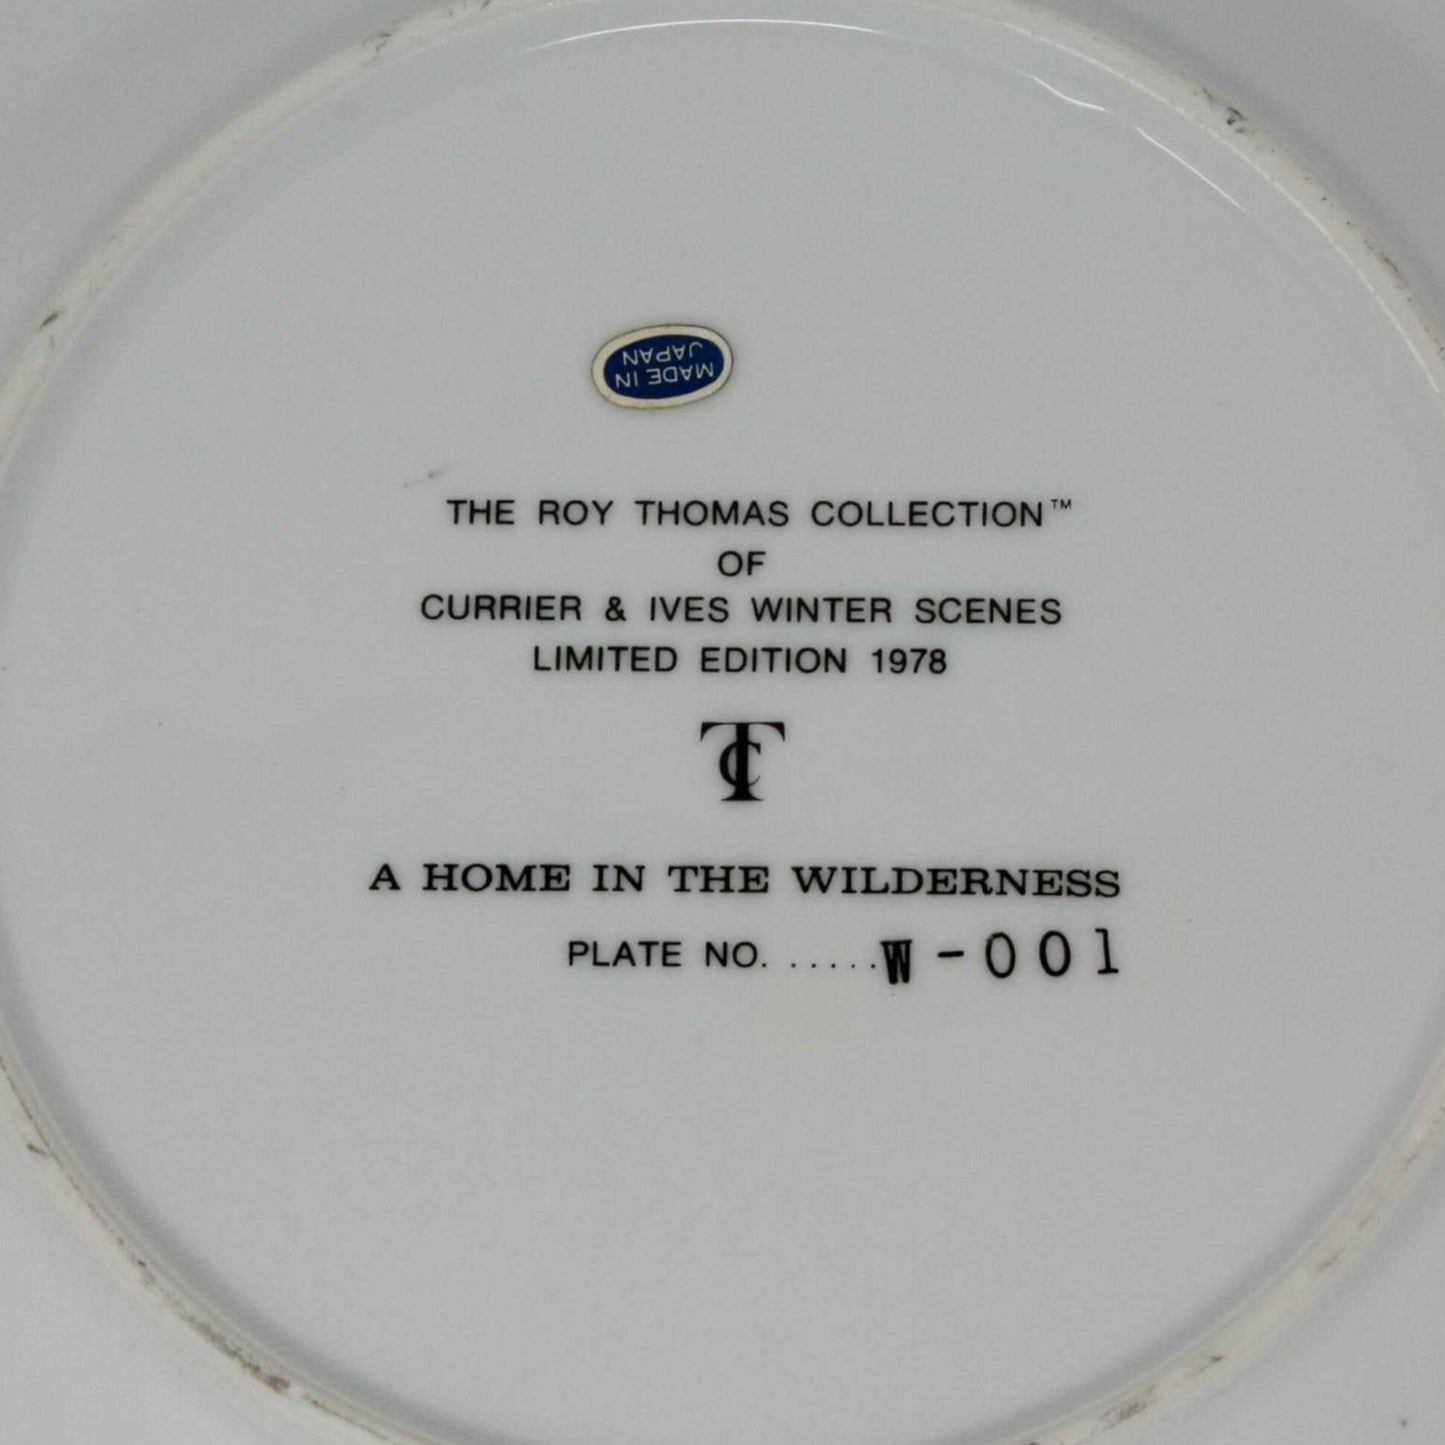 MADE IN
JAPAN
THE ROY THOMAS COLLECTION™
OF
CURRIER & IVES WINTER SCENES
LIMITED EDITION 1978
TC
A HOME IN THE WILDERNESS
PLATE NO. . . . . . W-001